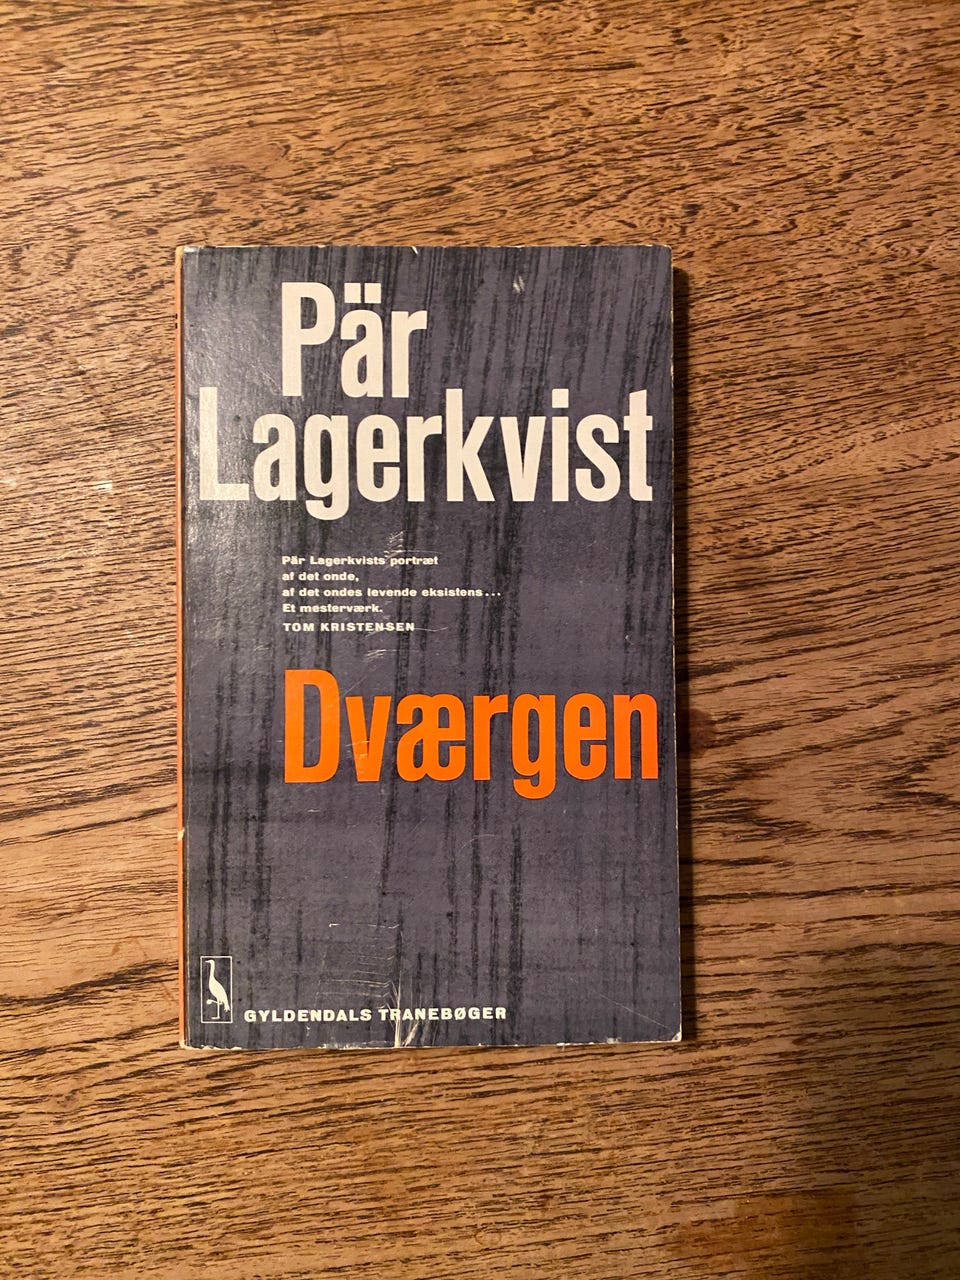 Pär
Lagerkvist
Pär Lagerkvists portræt
af det onde,
af det ondes levende eksistens...
Et mesterværk.
TOM KRISTENSEN
Dværgen
GYLDENDALS TRANEBØGER